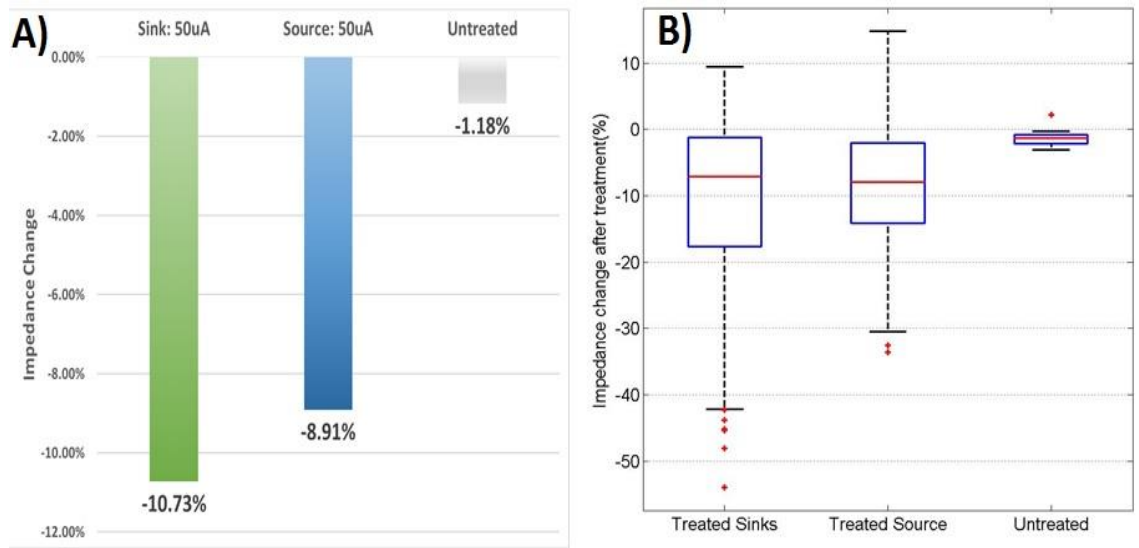 A)
Sink: 50uA
Source: 50uA
Untreated
0.00%
-2.00%
-4.00%
-6.00%
-8.00%
-10.00%
-12.00%
Impedance Change
-10.73%
-8.91%
-1.18%
B)
10
0
-10
-20
-30
-40
-50
Impedance change after treatment(%)
Treated Sinks
Treated Source
Untreated